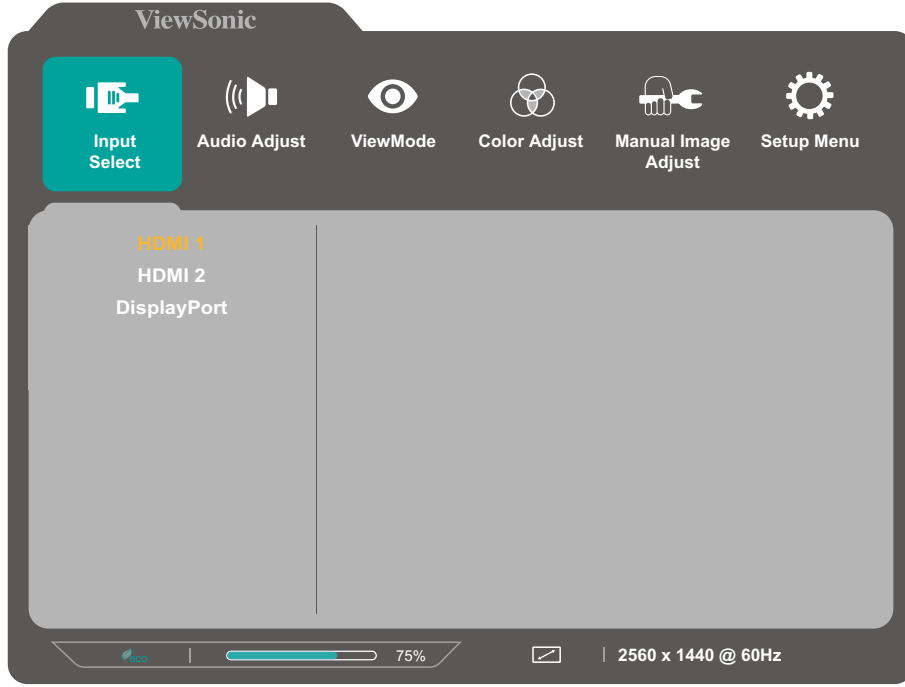 ViewSonic
Input
Select
Audio Adjust
ViewMode
Color Adjust
Manual Image
Adjust
Setup Menu
HDMI 1
HDMI 2
DisplayPort
eco
75%
2560 x 1440 @ 60Hz